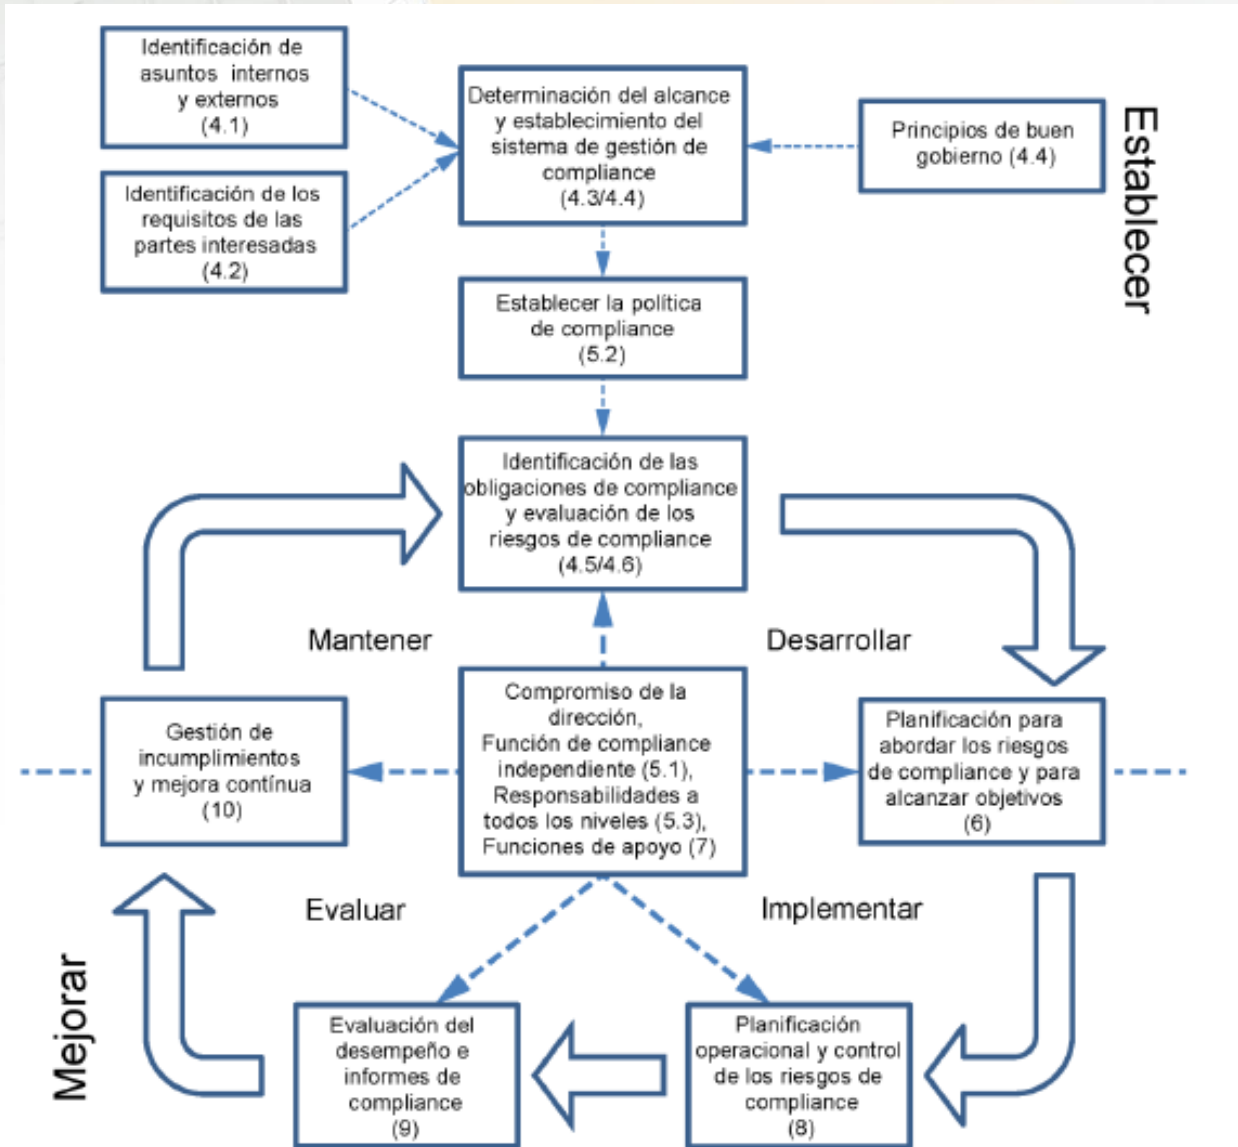 Identificación de
asuntos internos
y externos
(4.1)
Identificación de los
requisitos de las
partes interesadas
(4.2)
Determinación del alcance
y establecimiento del
sistema de gestión de
compliance
(4.3/4.4)
Principios de buen
gobierno (4.4)
Establecer
Establecer la política
de compliance
(5.2)
Identificación de las
obligaciones de compliance
y evaluación de los
riesgos de compliance
(4.5/4.6)
Mantener
Desarrollar
Gestión de
incumplimientos
y mejora contínua
(10)
Compromiso de la
dirección,
Función de compliance
independiente (5.1),
Responsabilidades a
todos los niveles (5.3),
Funciones de apoyo (7)
Planificación para
abordar los riesgos
de compliance y para
alcanzar objetivos
(6)
Evaluar
Implementar
Mejorar
Evaluación del
desempeño e
informes de
compliance
(9)
Planificación
operacional y control
de los riesgos de
compliance
(8)